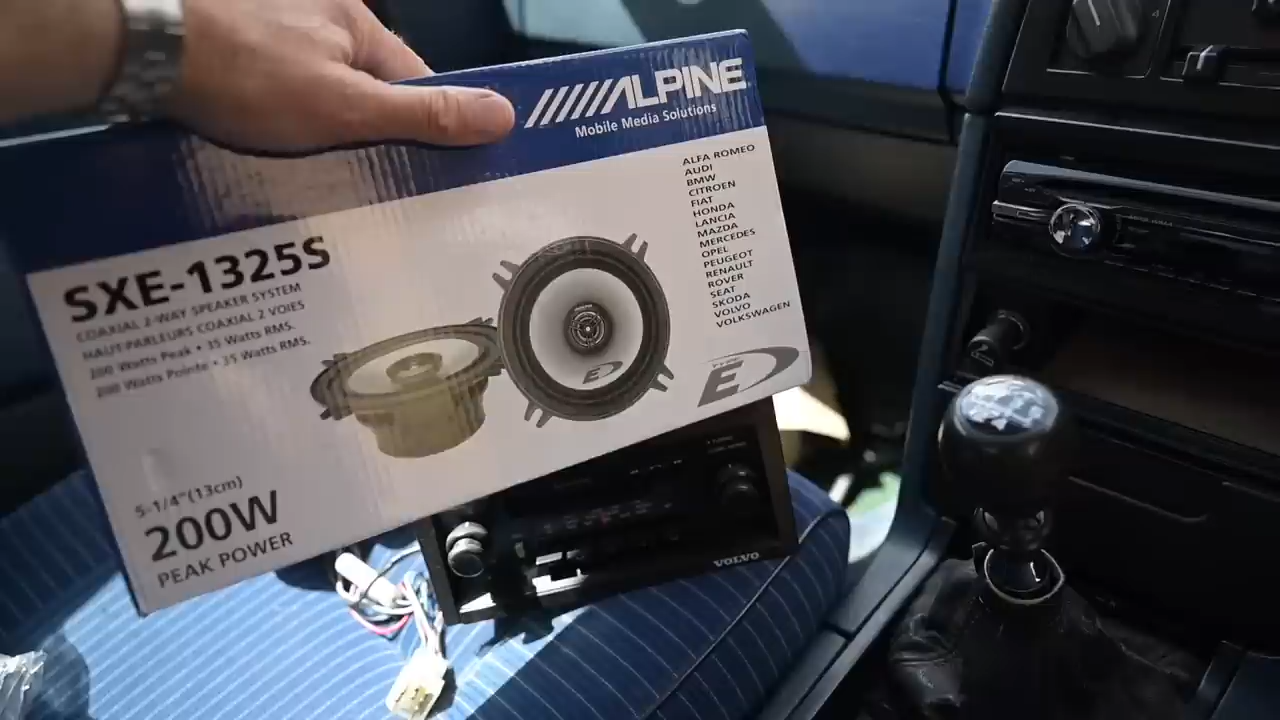 ALPINE
Mobile Media Solutions
ALFA ROMEO
AUDI
BMW
CITROEN
FIAT
HONDA
LANCIA
MAZDA
MERCEDES
OPEL
PEUGEOT
RENAULT
ROVER
SEAT
SKODA
VOLVO
VOLKSWAGEN
SXE-1325S
COAXIAL 2-WAY SPEAKER SYSTEM
HAUT-PARLEURS COAXIAL 2 VOIES
200 Watts Peak • 35 Watts RMS.
200 Watts Pointe • 35 Watts RMS.
TYPE E
E
5-1/4"(13cm)
200W
PEAK POWER
VOLVO